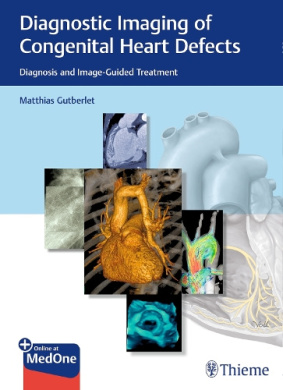 Diagnostic Imaging of
Congenital Heart Defects
Diagnosis and Image-Guided Treatment
Matthias Gutberlet
+ Online at
MedOne
Thieme